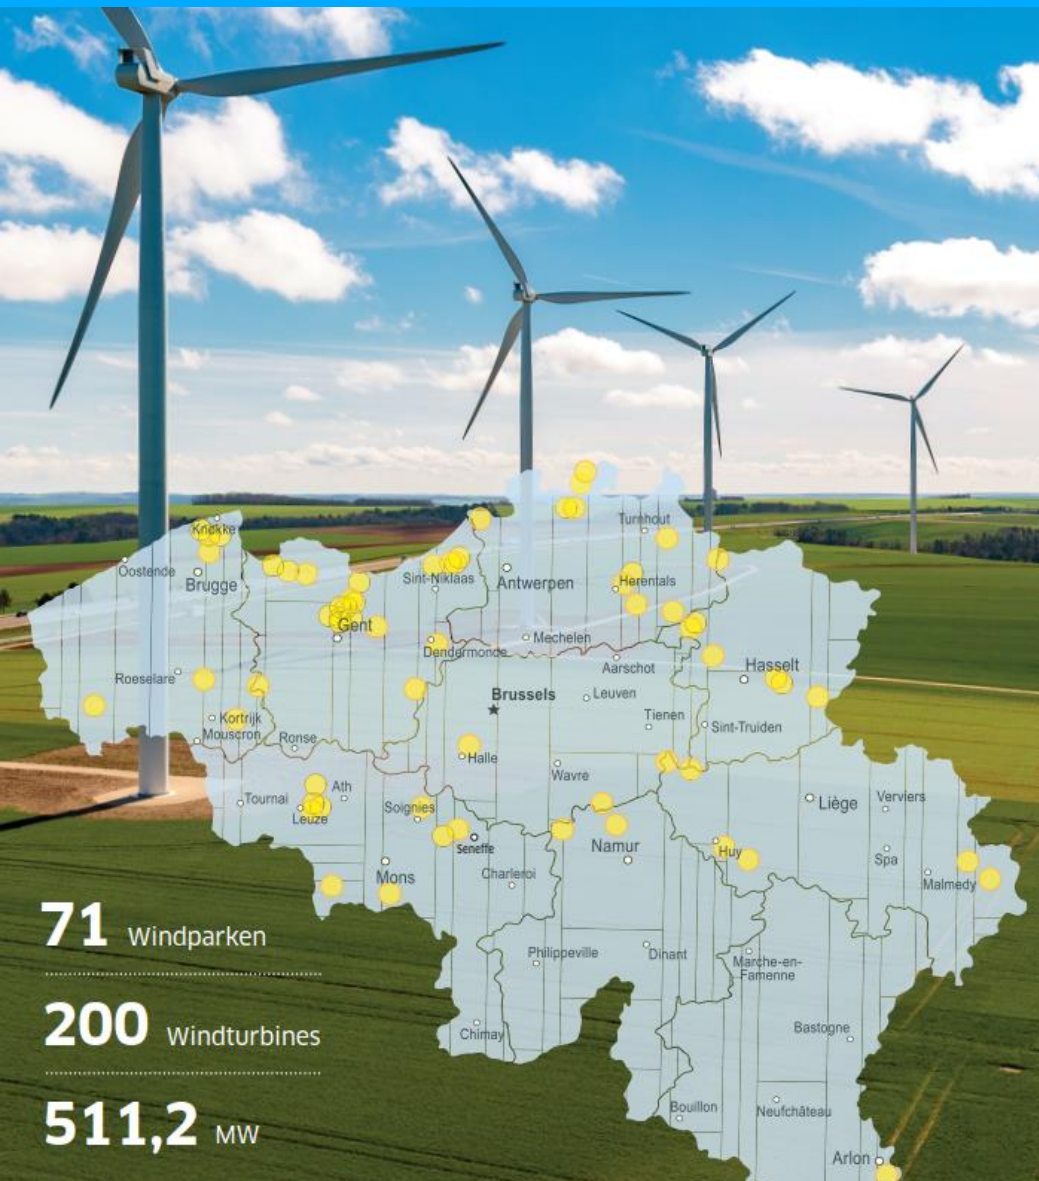 Knokke
Turnhout
Oostende
Brugge
Sint-Niklaas
Antwerpen
Herentals
Gent
Mechelen
Dendermonde
Aarschot
Hasselt
Roeselare
Brussels
Leuven
Kortrijk
Tienen
Sint-Truiden
Mouscron
Ronse
Halle
Wavre
Tournai
Ath
Soignies
Liège
Verviers
Leuze
Seneffe
Namur
Huy
Spa
Mons
Charleroi
Malmedy
71 Windparken
Philippeville
Dinant
Marche-en-
Famenne
200 Windturbines
Chimay
Bastogne
511,2 MW
Bouillon
Neufchâteau
Arlon